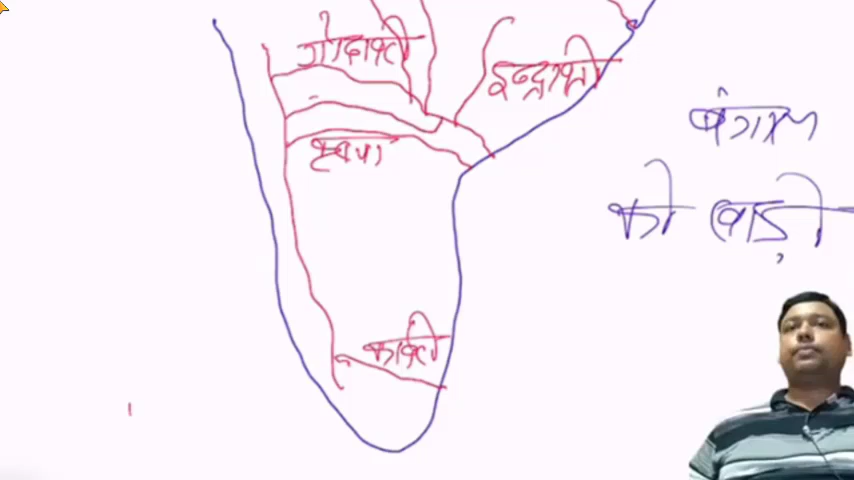 गोदावरी
इन्द्रावती
कृष्णा
बंगाल
की खाड़ी
कावेरी